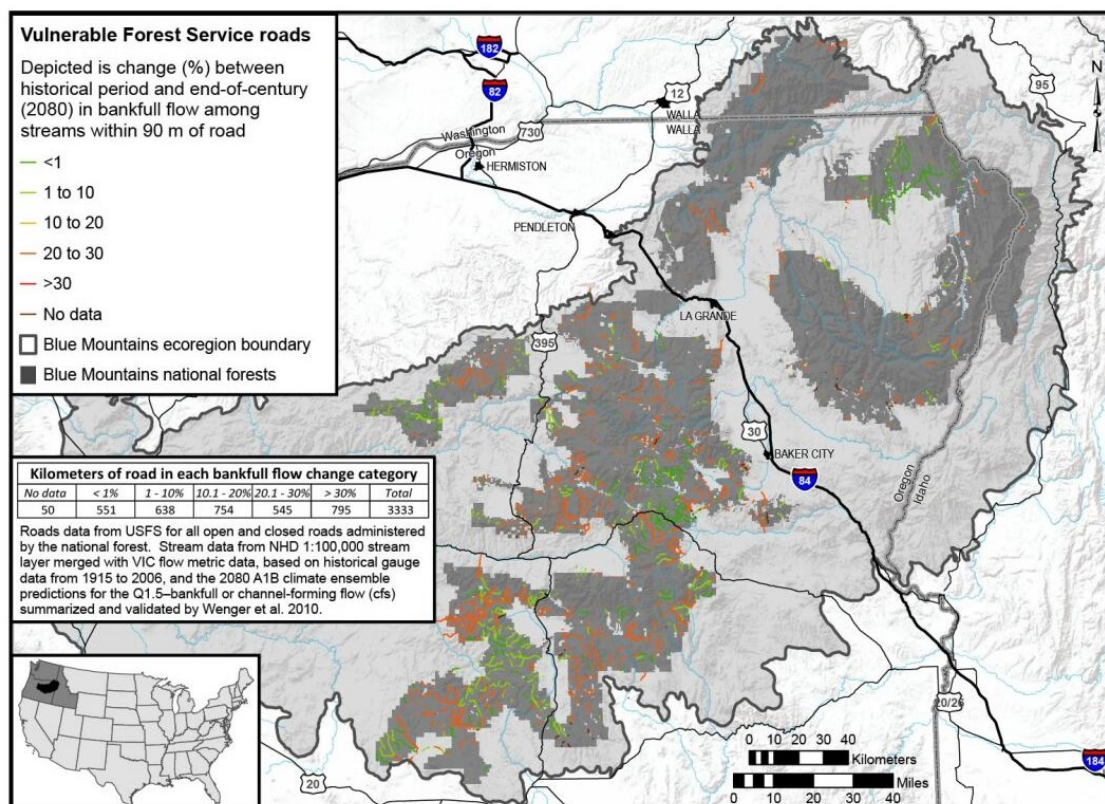 Vulnerable Forest Service roads
Depicted is change (%) between
historical period and end-of-century
(2080) in bankfull flow among
streams within 90 m of road
<1
1 to 10
10 to 20
20 to 30
>30
No data
Blue Mountains ecoregion boundary
Blue Mountains national forests
182
82
12
WALLA
WALLA
95
N
Washington
Oregon
730
HERMISTON
PENDLETON
LA GRANDE
395
30
BAKER CITY
84
Oregon
Idaho
Kilometers of road in each bankfull flow change category
No data < 1% 1 - 10% 10.1 - 20% 20.1 - 30% > 30% Total
50 551 638 754 545 795 3333
Roads data from USFS for all open and closed roads administered
by the national forest. Stream data from NHD 1:100,000 stream
layer merged with VIC flow metric data, based on historical gauge
data from 1915 to 2006, and the 2080 A1B climate ensemble
predictions for the Q1.5–bankfull or channel-forming flow (cfs)
summarized and validated by Wenger et al. 2010.
20
20/26
184
0 10 20 30 40
Kilometers
Miles
0 10 20 30 40